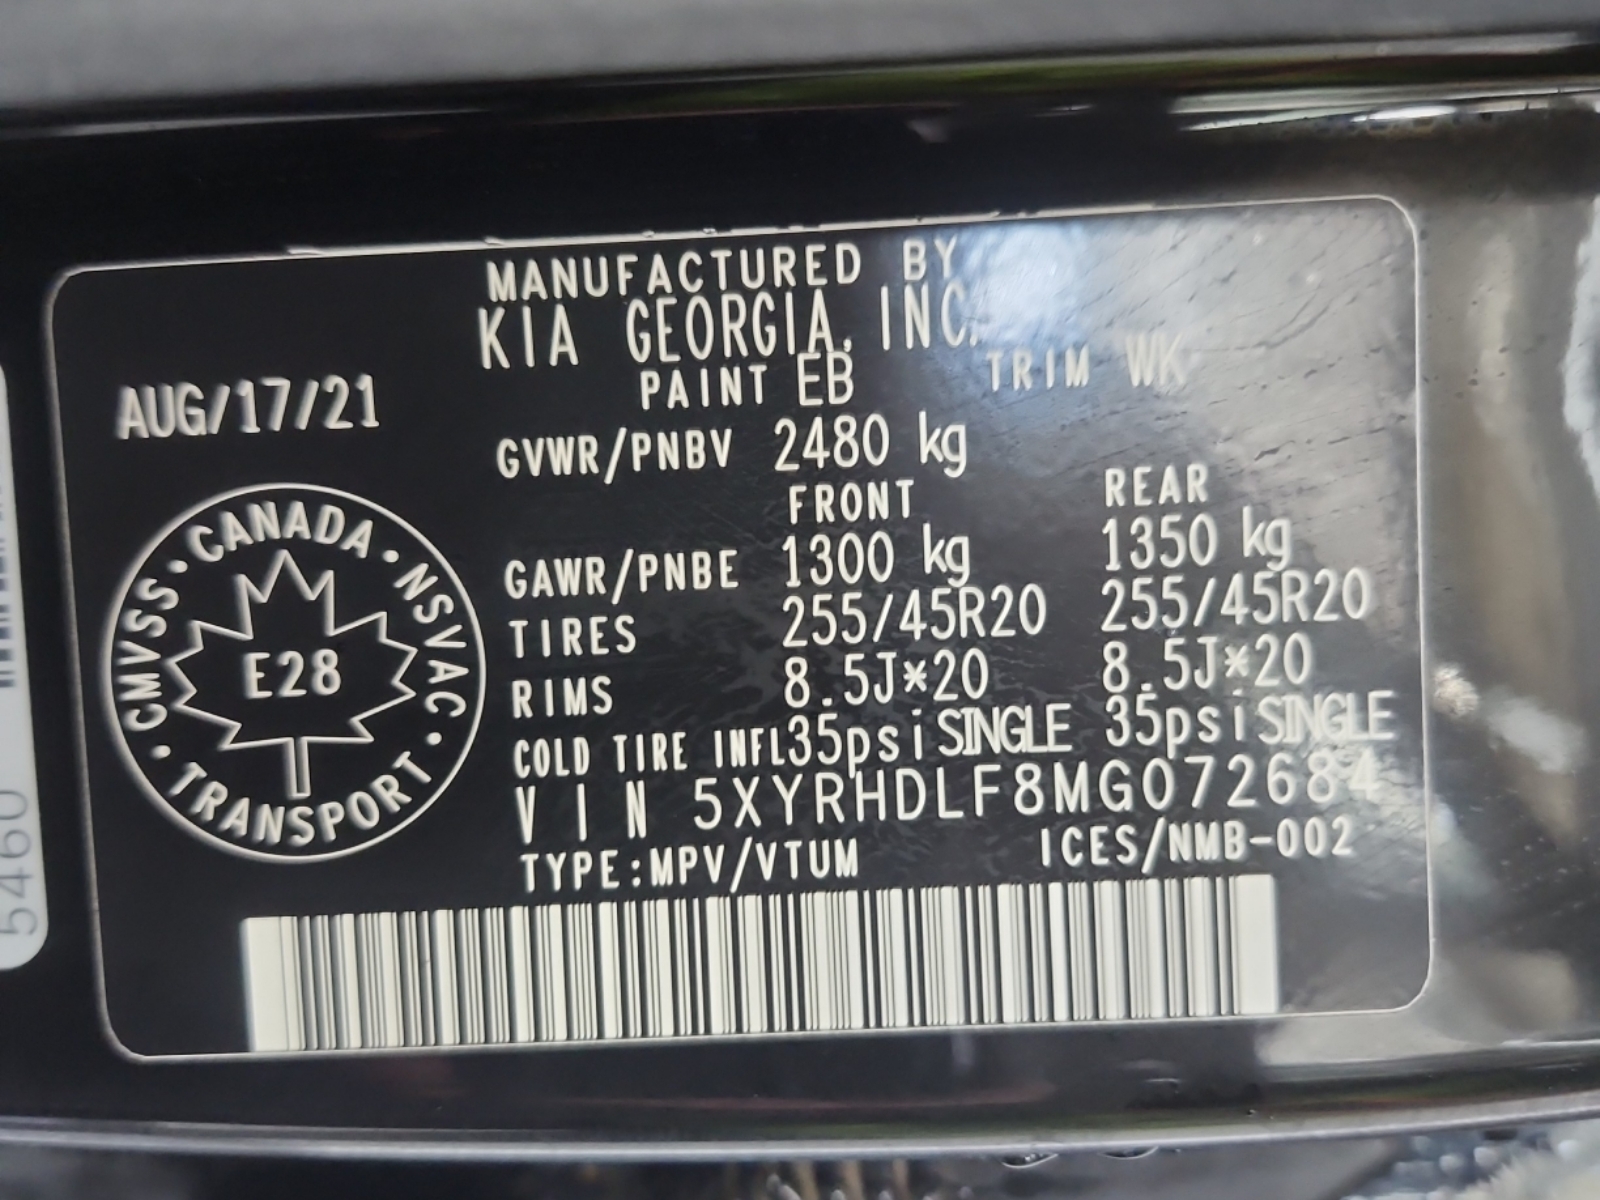 MANUFACTURED BY
KIA GEORGIA, INC.
PAINT EB TRIM WK
AUG/17/21
GVWR/PNBV 2480 kg
FRONT REAR
GAWR/PNBE 1300 kg 1350 kg
TIRES 255/45R20 255/45R20
RIMS 8.5J*20 8.5J*20
COLD TIRE INFL 35psi SINGLE 35psi SINGLE
VIN 5XYRHDLF8MG072684
TYPE:MPV/VTUM ICES/NMB-002
CANADA
CMVSS · NSVAC
E28
TRANSPORT
5460